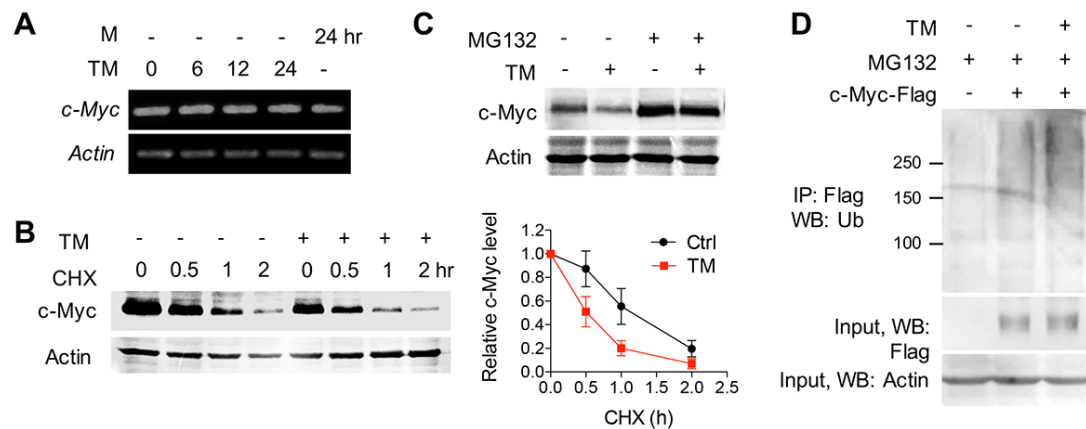 A
M - - - - 24 hr
TM 0 6 12 24 -
c-Myc
Actin
B
TM - - - - + + + +
CHX 0 0.5 1 2 0 0.5 1 2 hr
c-Myc
Actin
C
MG132 - - + +
TM - + - +
c-Myc
Actin
Relative c-Myc level
1.2
1.0
0.8
0.6
0.4
0.2
0.0
0.0 0.5 1.0 1.5 2.0 2.5
CHX (h)
Ctrl
TM
D
TM - - +
MG132 + + +
c-Myc-Flag - + +
250
150
100
IP: Flag
WB: Ub
Input, WB:
Flag
Input, WB: Actin